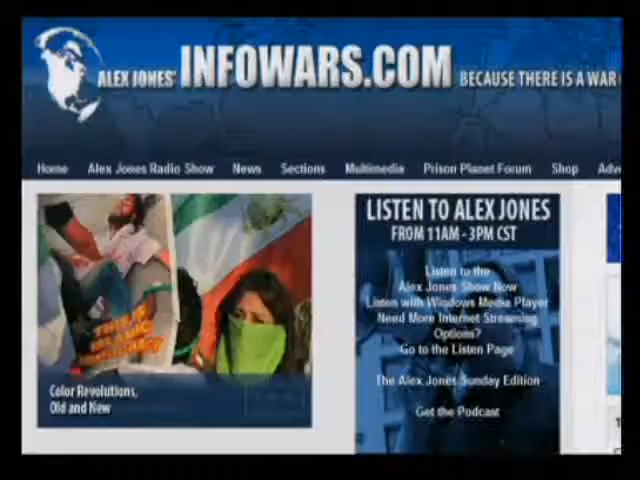 ALEX JONES' INFOWARS.COM BECAUSE THERE IS A WAR
Home Alex Jones Radio Show News Sections Multimedia Prison Planet Forum Shop Adv
LISTEN TO ALEX JONES
FROM 11AM - 3PM CST
Listen to the
Alex Jones Show Now
Listen with Windows Media Player
Need More Internet Streaming
Options?
Go to the Listen Page
The Alex Jones Sunday Edition
Get the Podcast
Color Revolutions,
Old and New